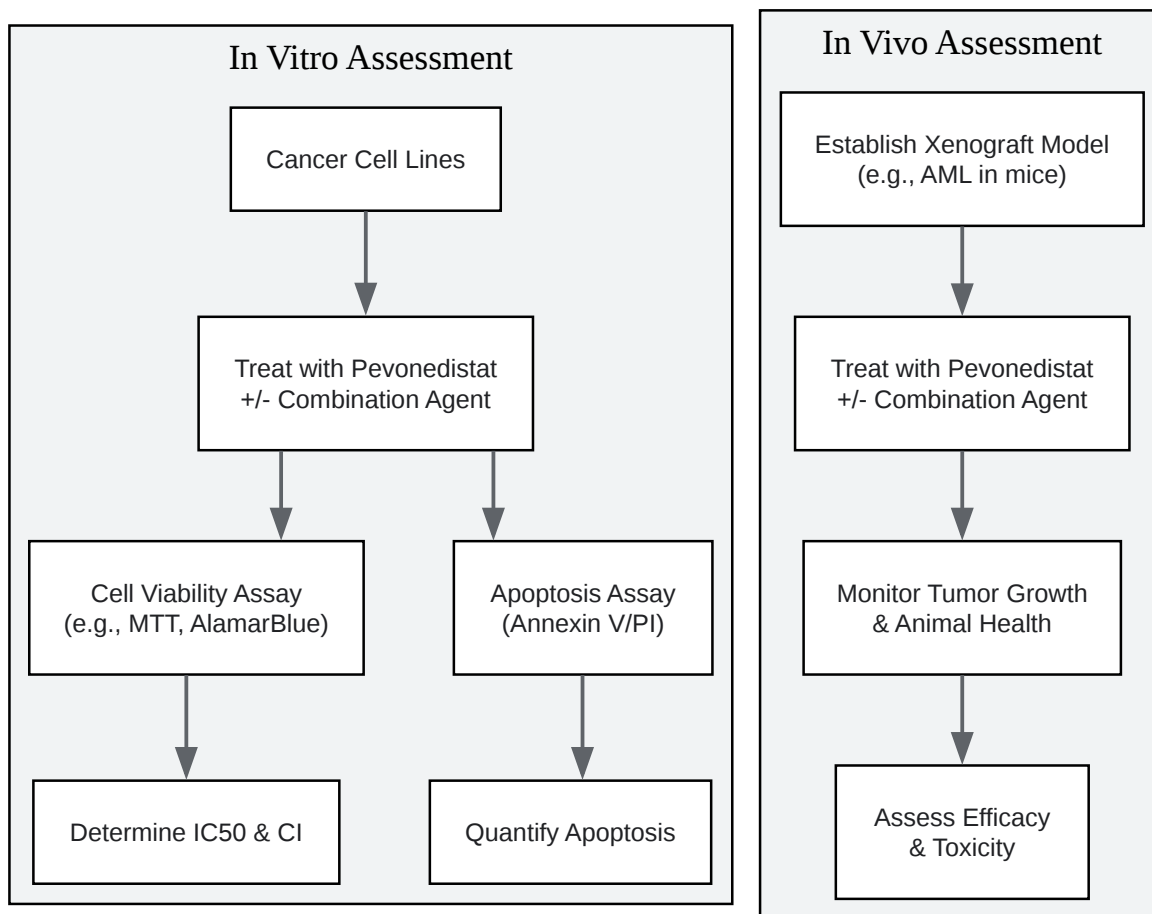 In Vitro Assessment
Cancer Cell Lines
Treat with Pevonedistat
+/- Combination Agent
Cell Viability Assay
(e.g., MTT, AlamarBlue)
Apoptosis Assay
(Annexin V/PI)
Determine IC50 & CI
Quantify Apoptosis
In Vivo Assessment
Establish Xenograft Model
(e.g., AML in mice)
Treat with Pevonedistat
+/- Combination Agent
Monitor Tumor Growth
& Animal Health
Assess Efficacy
& Toxicity